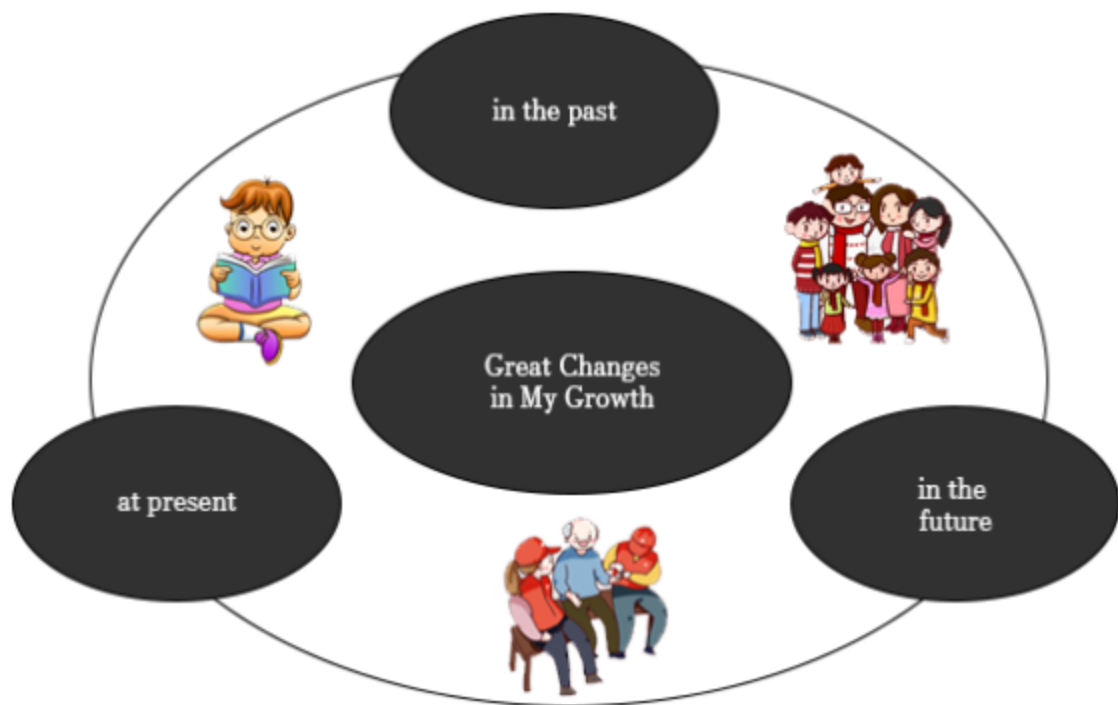 in the past
Great Changes
in My Growth
at present
in the
future